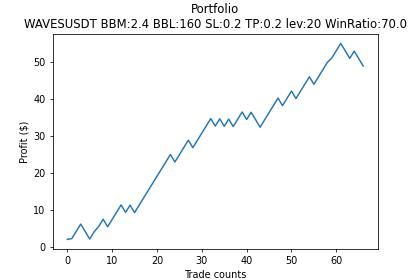 Portfolio
WAVESUSDT BBM:2.4 BBL:160 SL:0.2 TP:0.2 lev:20 WinRatio:70.0
Profit ($)
50
40
30
20
10
0
0 10 20 30 40 50 60
Trade counts